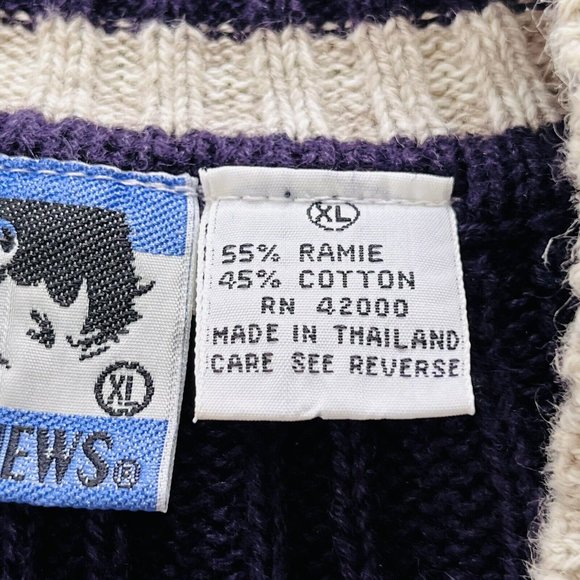 XL
55% RAMIE
45% COTTON
RN 42000
MADE IN THAILAND
CARE SEE REVERSE
XL
EWS®